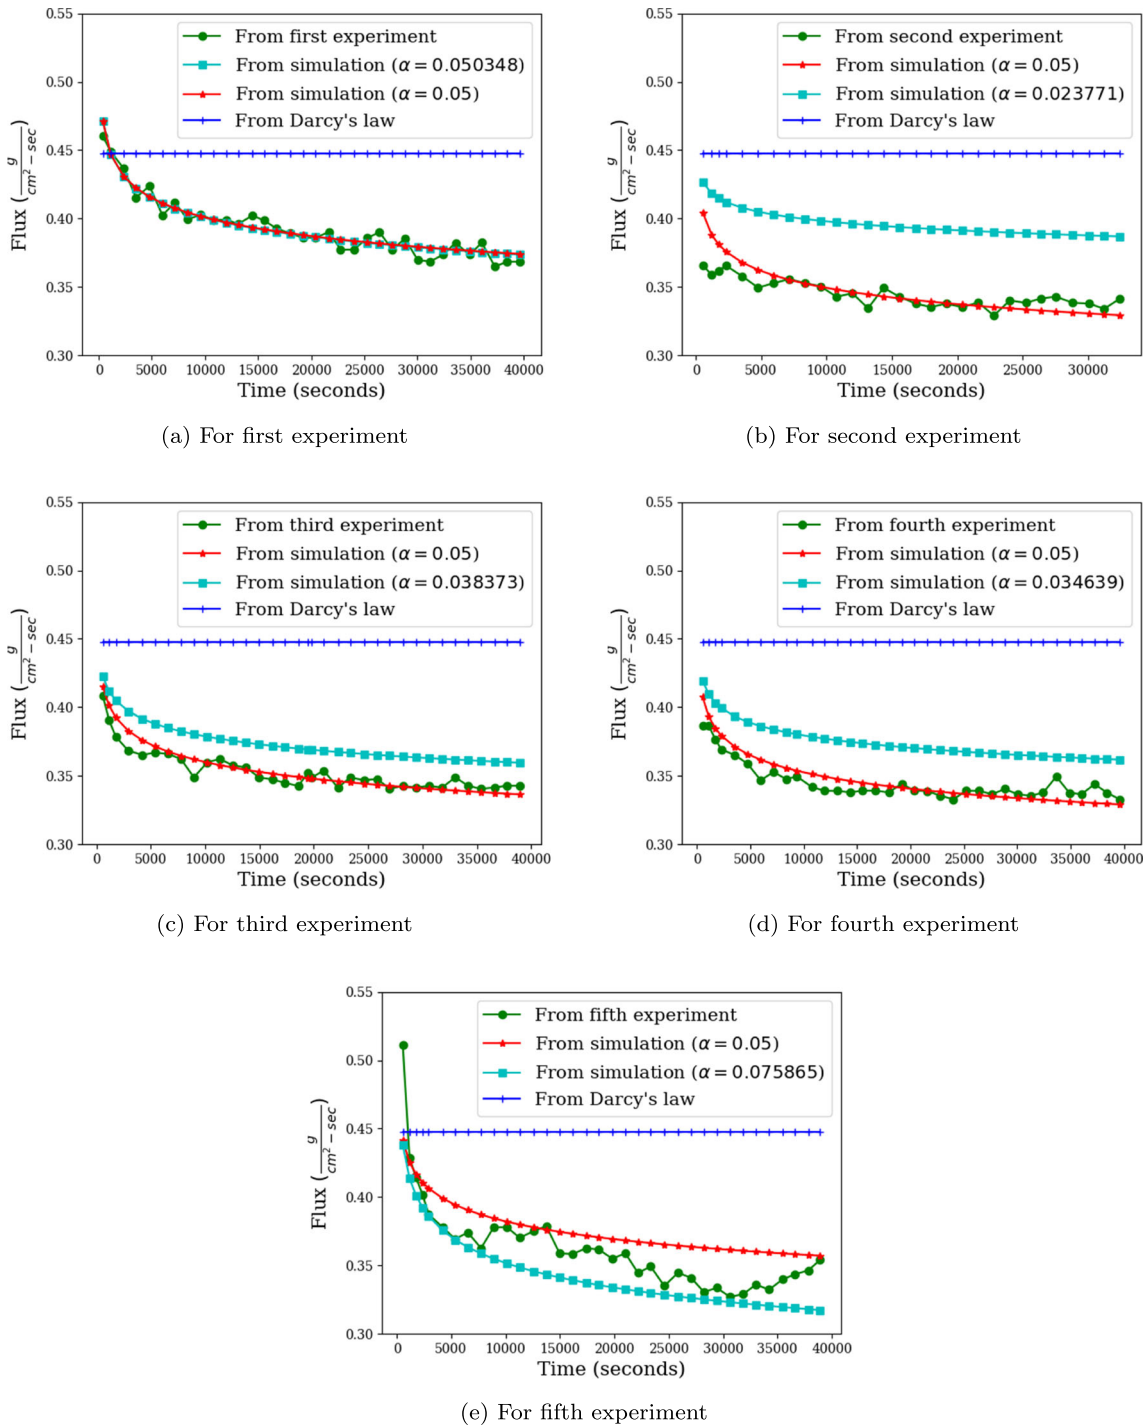 0.55
0.50
0.45
0.40
0.35
0.30
Flux (g/cm² − sec)
From first experiment
From simulation (α = 0.050348)
From simulation (α = 0.05)
From Darcy's law
0 5000 10000 15000 20000 25000 30000 35000 40000
Time (seconds)
(a) For first experiment
0.55
0.50
0.45
0.40
0.35
0.30
Flux (g/cm² − sec)
From second experiment
From simulation (α = 0.05)
From simulation (α = 0.023771)
From Darcy's law
0 5000 10000 15000 20000 25000 30000
Time (seconds)
(b) For second experiment
0.55
0.50
0.45
0.40
0.35
0.30
Flux (g/cm² − sec)
From third experiment
From simulation (α = 0.05)
From simulation (α = 0.038373)
From Darcy's law
0 5000 10000 15000 20000 25000 30000 35000 40000
Time (seconds)
(c) For third experiment
0.55
0.50
0.45
0.40
0.35
0.30
Flux (g/cm² − sec)
From fourth experiment
From simulation (α = 0.05)
From simulation (α = 0.034639)
From Darcy's law
0 5000 10000 15000 20000 25000 30000 35000 40000
Time (seconds)
(d) For fourth experiment
0.55
0.50
0.45
0.40
0.35
0.30
Flux (g/cm² − sec)
From fifth experiment
From simulation (α = 0.05)
From simulation (α = 0.075865)
From Darcy's law
0 5000 10000 15000 20000 25000 30000 35000 40000
Time (seconds)
(e) For fifth experiment